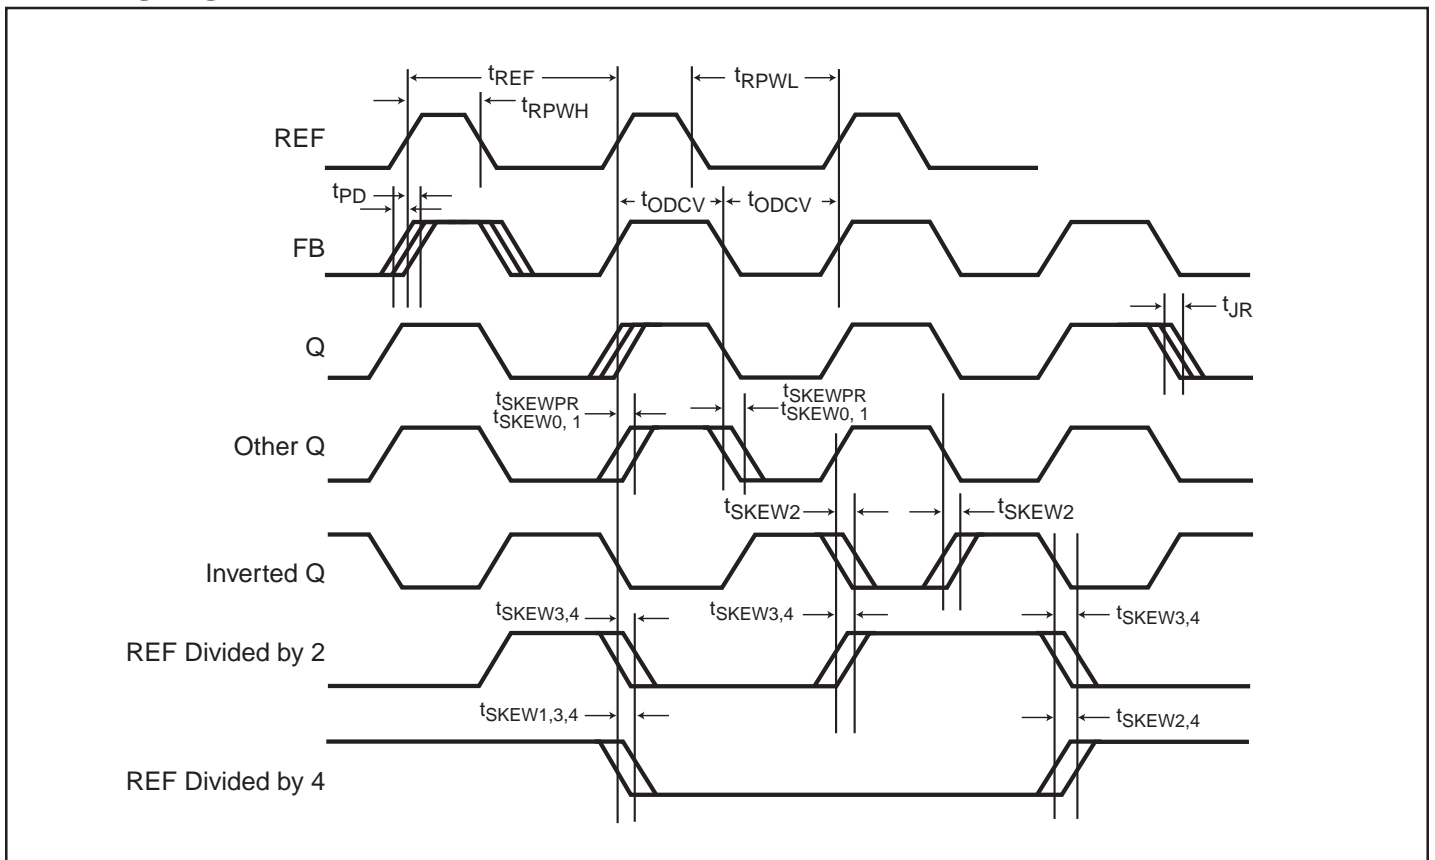 tREF
tRPWL
tRPWH
REF
tPD
tODCV tODCV
FB
tJR
Q
tSKEWPR
tSKEW0, 1
tSKEWPR
tSKEW0, 1
Other Q
tSKEW2
tSKEW2
Inverted Q
tSKEW3,4
tSKEW3,4
tSKEW3,4
REF Divided by 2
tSKEW1,3,4
tSKEW2,4
REF Divided by 4